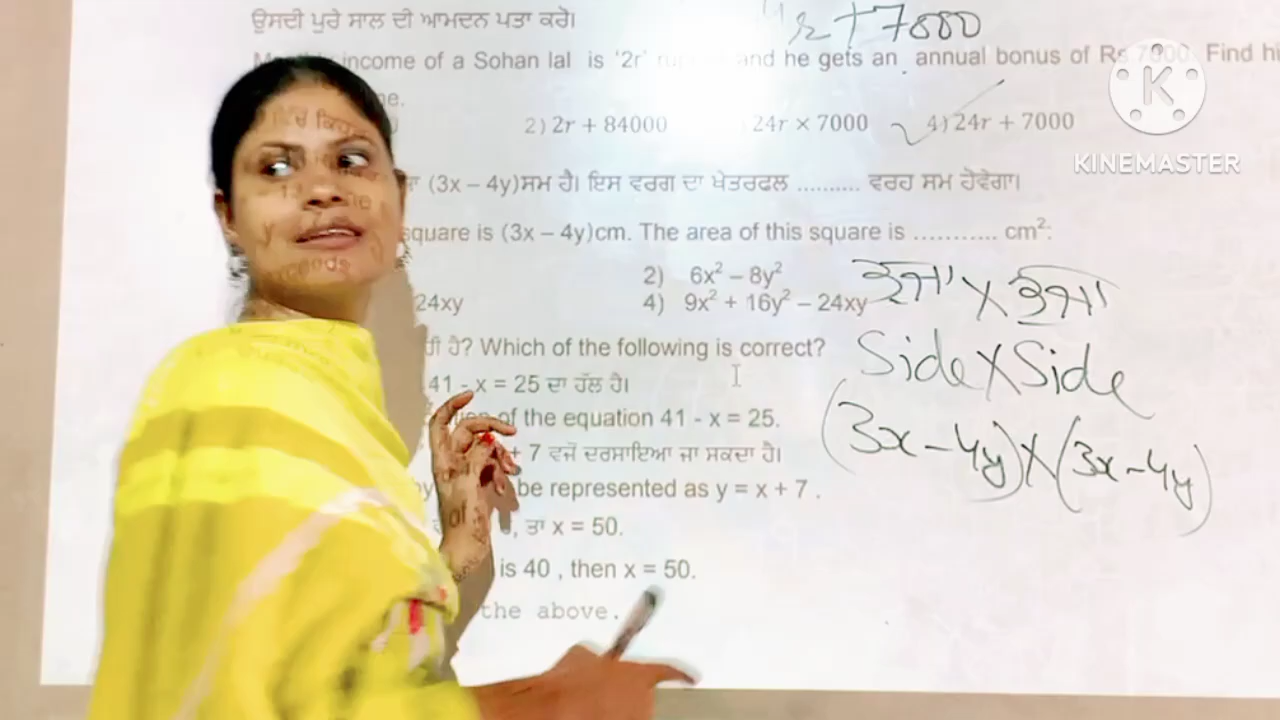 ਉਸਦੀ ਪੂਰੇ ਸਾਲ ਦੀ ਆਮਦਨ ਪਤਾ ਕਰੋ।
r + 7000
income of a Sohan lal is ‘2r’ and he gets an annual bonus of Rs 7000. Find
2) 2r + 84000 24r × 7000 4) 24r + 7000
KINEMASTER
(3x – 4y)ਸਮ ਹੈ। ਇਸ ਵਰਗ ਦਾ ਖੇਤਰਫਲ .......... ਵਰਗ ਸਮ ਹੋਵੇਗਾ।
square is (3x – 4y)cm. The area of this square is ........... cm²:
2) 6x² – 8y²
24xy 4) 9x² + 16y² – 24xy
ਭੁਜਾ × ਭੁਜਾ
ਹੈ? Which of the following is correct?
Side × Side
41 - x = 25 ਦਾ ਹੱਲ ਹੈ।
of the equation 41 - x = 25.
(3x – 4y) × (3x – 4y)
+ 7 ਵਜੋਂ ਦਰਸਾਇਆ ਜਾ ਸਕਦਾ ਹੈ।
be represented as y = x + 7 .
, ਤਾਂ x = 50.
is 40 , then x = 50.
the above.